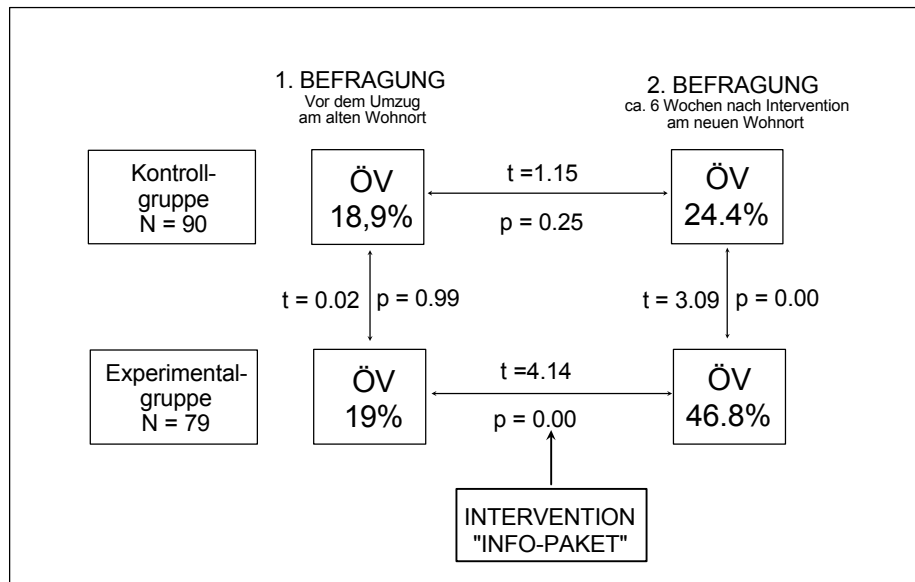 1. BEFRAGUNG
Vor dem Umzug
am alten Wohnort
2. BEFRAGUNG
ca. 6 Wochen nach Intervention
am neuen Wohnort
Kontroll-
gruppe
N = 90
ÖV
18,9%
t =1.15
p = 0.25
ÖV
24.4%
t = 0.02
p = 0.99
t = 3.09
p = 0.00
Experimental-
gruppe
N = 79
ÖV
19%
t =4.14
p = 0.00
ÖV
46.8%
INTERVENTION
"INFO-PAKET"